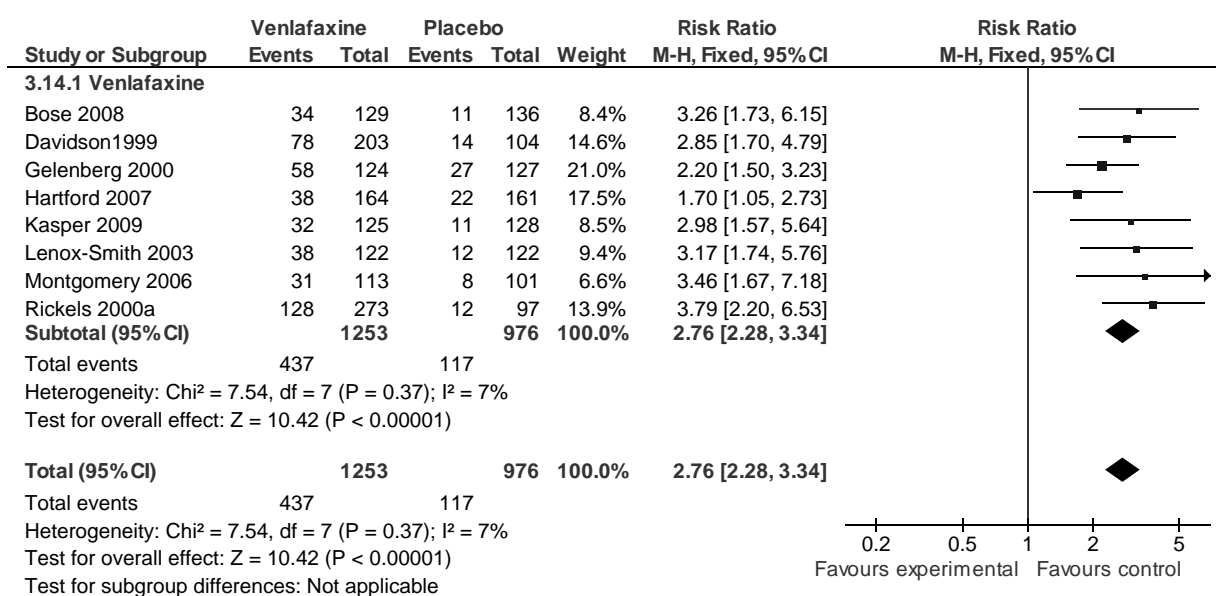 Venlafaxine Placebo Risk Ratio Risk Ratio
Study or Subgroup Events Total Events Total Weight M-H, Fixed, 95% CI M-H, Fixed, 95% CI
3.14.1 Venlafaxine
Bose 2008 34 129 11 136 8.4% 3.26 [1.73, 6.15]
Davidson1999 78 203 14 104 14.6% 2.85 [1.70, 4.79]
Gelenberg 2000 58 124 27 127 21.0% 2.20 [1.50, 3.23]
Hartford 2007 38 164 22 161 17.5% 1.70 [1.05, 2.73]
Kasper 2009 32 125 11 128 8.5% 2.98 [1.57, 5.64]
Lenox-Smith 2003 38 122 12 122 9.4% 3.17 [1.74, 5.76]
Montgomery 2006 31 113 8 101 6.6% 3.46 [1.67, 7.18]
Rickels 2000a 128 273 12 97 13.9% 3.79 [2.20, 6.53]
Subtotal (95% CI) 1253 976 100.0% 2.76 [2.28, 3.34]
Total events 437 117
Heterogeneity: Chi² = 7.54, df = 7 (P = 0.37); I² = 7%
Test for overall effect: Z = 10.42 (P < 0.00001)
Total (95% CI) 1253 976 100.0% 2.76 [2.28, 3.34]
Total events 437 117
Heterogeneity: Chi² = 7.54, df = 7 (P = 0.37); I² = 7%
Test for overall effect: Z = 10.42 (P < 0.00001)
Test for subgroup differences: Not applicable
0.2 0.5 1 2 5
Favours experimental Favours control